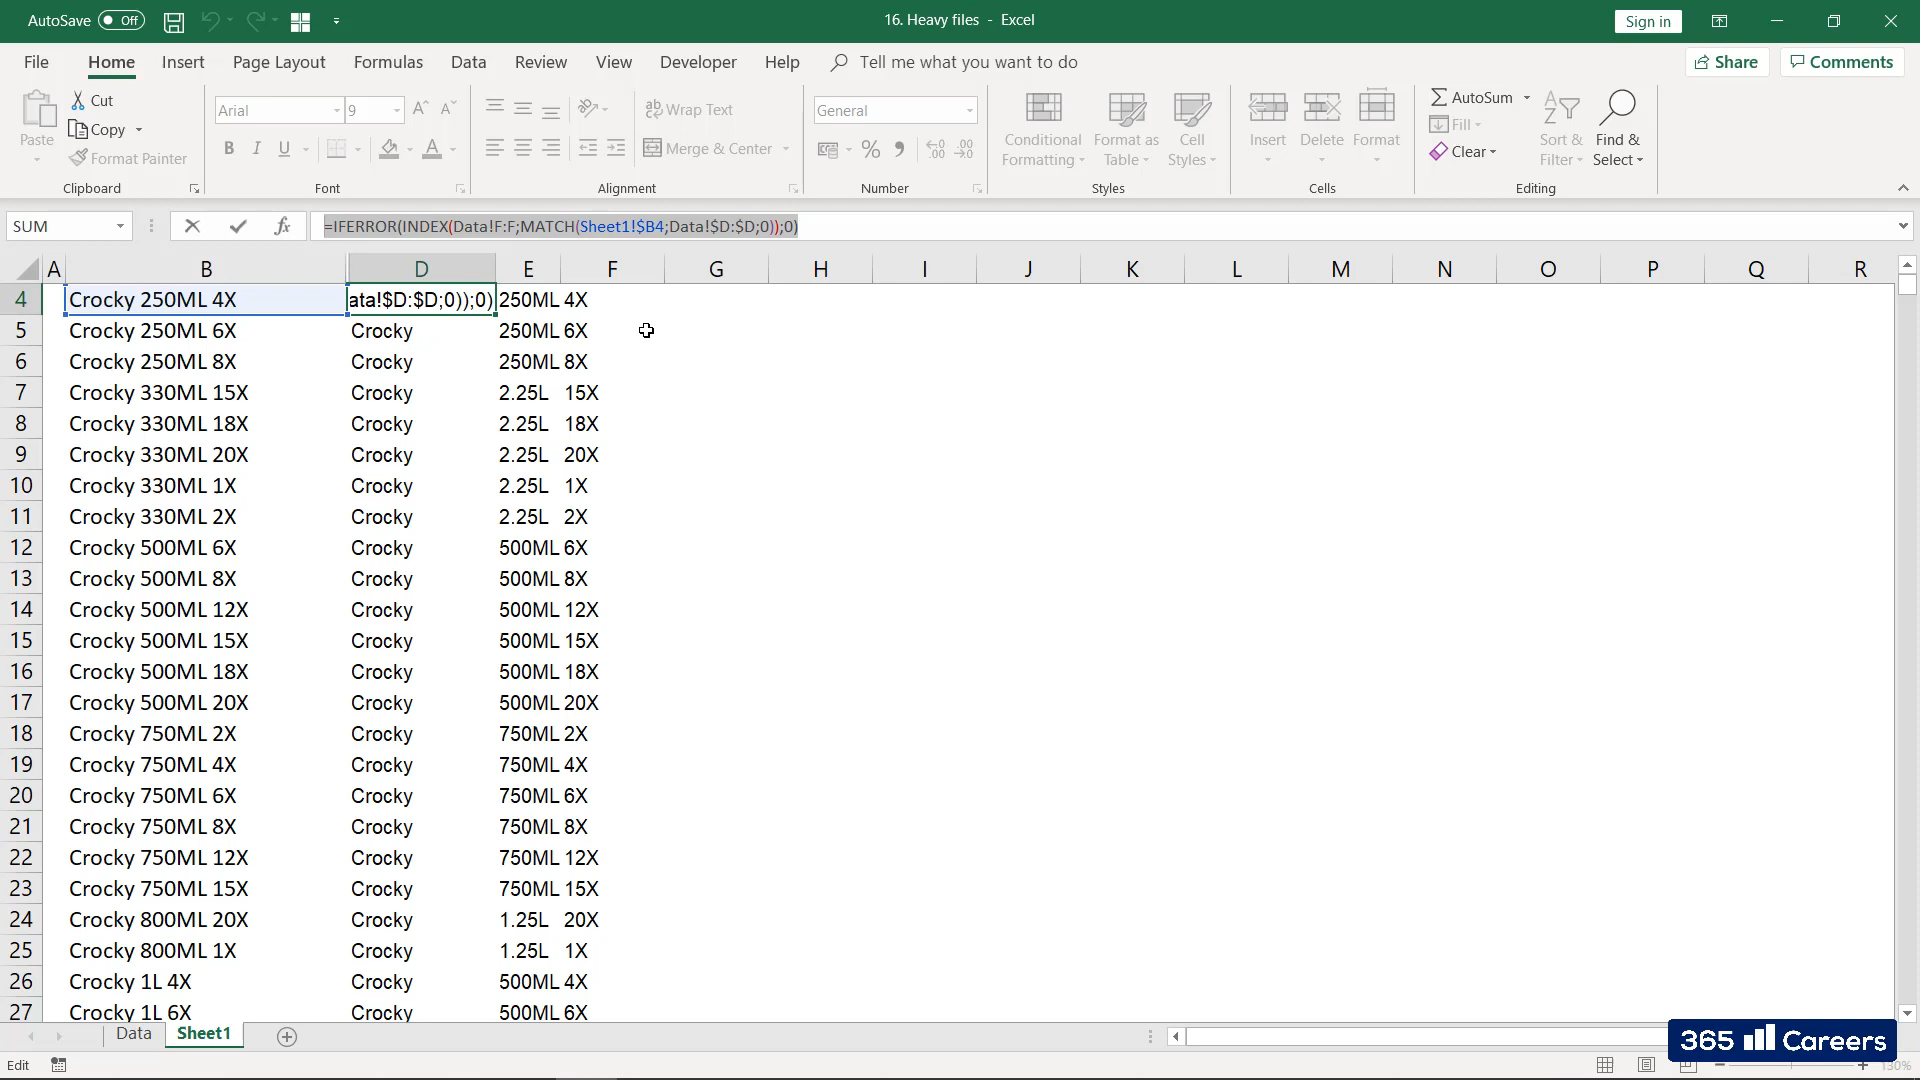 AutoSave Off 16. Heavy files - Excel Sign in
File Home Insert Page Layout Formulas Data Review View Developer Help Tell me what you want to do Share Comments
Paste
Cut
Copy
Format Painter
Clipboard
Arial 9
B I U A
Font
Wrap Text
Merge & Center
Alignment
General
%
Number
Conditional Formatting
Format as Table
Cell Styles
Styles
Insert Delete Format
Cells
AutoSum
Fill
Clear
Sort & Filter
Find & Select
Editing
SUM fx =IFERROR(INDEX(Data!F:F;MATCH(Sheet1!$B4;Data!$D:$D;0));0)
A B D E F G H I J K L M N O P Q R
4 Crocky 250ML 4X ata!$D:$D;0));0) 250ML 4X
5 Crocky 250ML 6X Crocky 250ML 6X
6 Crocky 250ML 8X Crocky 250ML 8X
7 Crocky 330ML 15X Crocky 2.25L 15X
8 Crocky 330ML 18X Crocky 2.25L 18X
9 Crocky 330ML 20X Crocky 2.25L 20X
10 Crocky 330ML 1X Crocky 2.25L 1X
11 Crocky 330ML 2X Crocky 2.25L 2X
12 Crocky 500ML 6X Crocky 500ML 6X
13 Crocky 500ML 8X Crocky 500ML 8X
14 Crocky 500ML 12X Crocky 500ML 12X
15 Crocky 500ML 15X Crocky 500ML 15X
16 Crocky 500ML 18X Crocky 500ML 18X
17 Crocky 500ML 20X Crocky 500ML 20X
18 Crocky 750ML 2X Crocky 750ML 2X
19 Crocky 750ML 4X Crocky 750ML 4X
20 Crocky 750ML 6X Crocky 750ML 6X
21 Crocky 750ML 8X Crocky 750ML 8X
22 Crocky 750ML 12X Crocky 750ML 12X
23 Crocky 750ML 15X Crocky 750ML 15X
24 Crocky 800ML 20X Crocky 1.25L 20X
25 Crocky 800ML 1X Crocky 1.25L 1X
26 Crocky 1L 4X Crocky 500ML 4X
27 Crocky 1L 6X Crocky 500ML 6X
Data Sheet1
365 Careers
Edit 130%